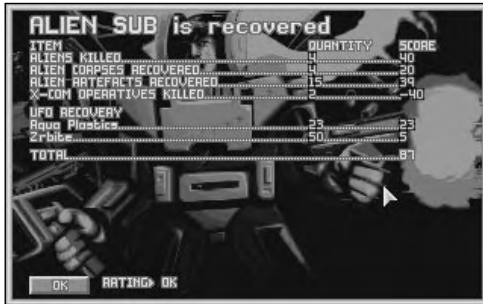 ALIEN SUB is recovered
ITEM QUANTITY SCORE
ALIENS KILLED 4 40
ALIEN CORPSES RECOVERED 4 20
ALIEN ARTEFACTS RECOVERED 15 39
X-COM OPERATIVES KILLED 2 -40
UFO RECOVERY
Aqua Plastics 23 23
Zrbite 50 5
TOTAL 87
OK RATING> OK